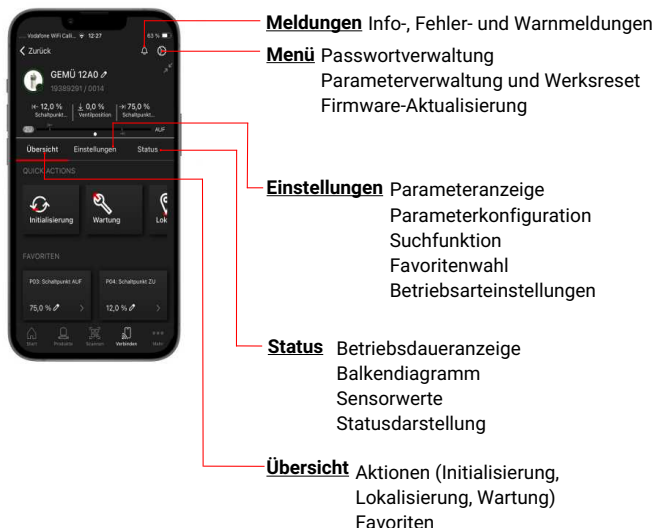 Vodafone WiFi Calli... 12:27 63 %
Zurück
GEMÜ 12A0
19389291 / 0014
12,0 % 0,0 % 75,0 %
Schaltpunkt... Ventilposition Schaltpunkt...
ZU AUF
Übersicht Einstellungen Status
QUICK ACTIONS
Initialisierung Wartung Lok
FAVORITEN
P03: Schaltpunkt AUF P04: Schaltpunkt ZU
75,0 % 12,0 %
Start Produkte Scannen Verbinden Mehr
Meldungen Info-, Fehler- und Warnmeldungen
Menü Passwortverwaltung
Parameterverwaltung und Werksreset
Firmware-Aktualisierung
Einstellungen Parameteranzeige
Parameterkonfiguration
Suchfunktion
Favoritenwahl
Betriebsarteinstellungen
Status Betriebsdaueranzeige
Balkendiagramm
Sensorwerte
Statusdarstellung
Übersicht Aktionen (Initialisierung,
Lokalisierung, Wartung)
Favoriten